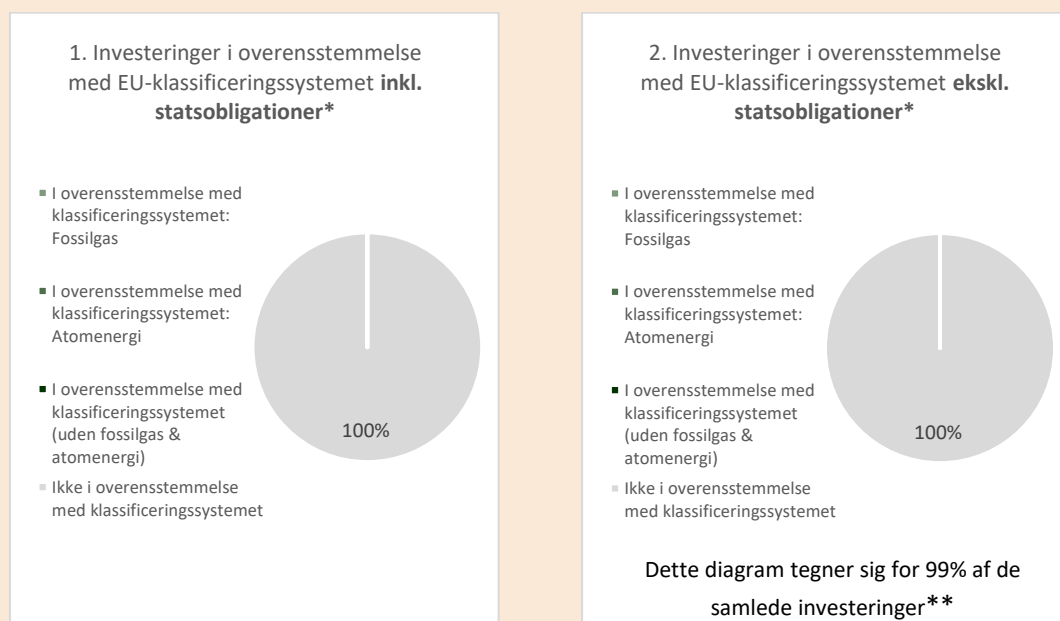 1. Investeringer i overensstemmelse
med EU-klassificeringssystemet inkl.
statsobligationer*
I overensstemmelse med
klassificeringssystemet:
Fossilgas
I overensstemmelse med
klassificeringssystemet:
Atomenergi
I overensstemmelse med
klassificeringssystemet
(uden fossilgas &
atomenergi)
Ikke i overensstemmelse
med klassificeringssystemet
100%
2. Investeringer i overensstemmelse
med EU-klassificeringssystemet ekskl.
statsobligationer*
I overensstemmelse med
klassificeringssystemet:
Fossilgas
I overensstemmelse med
klassificeringssystemet:
Atomenergi
I overensstemmelse med
klassificeringssystemet
(uden fossilgas &
atomenergi)
Ikke i overensstemmelse
med klassificeringssystemet
100%
Dette diagram tegner sig for 99% af de
samlede investeringer**